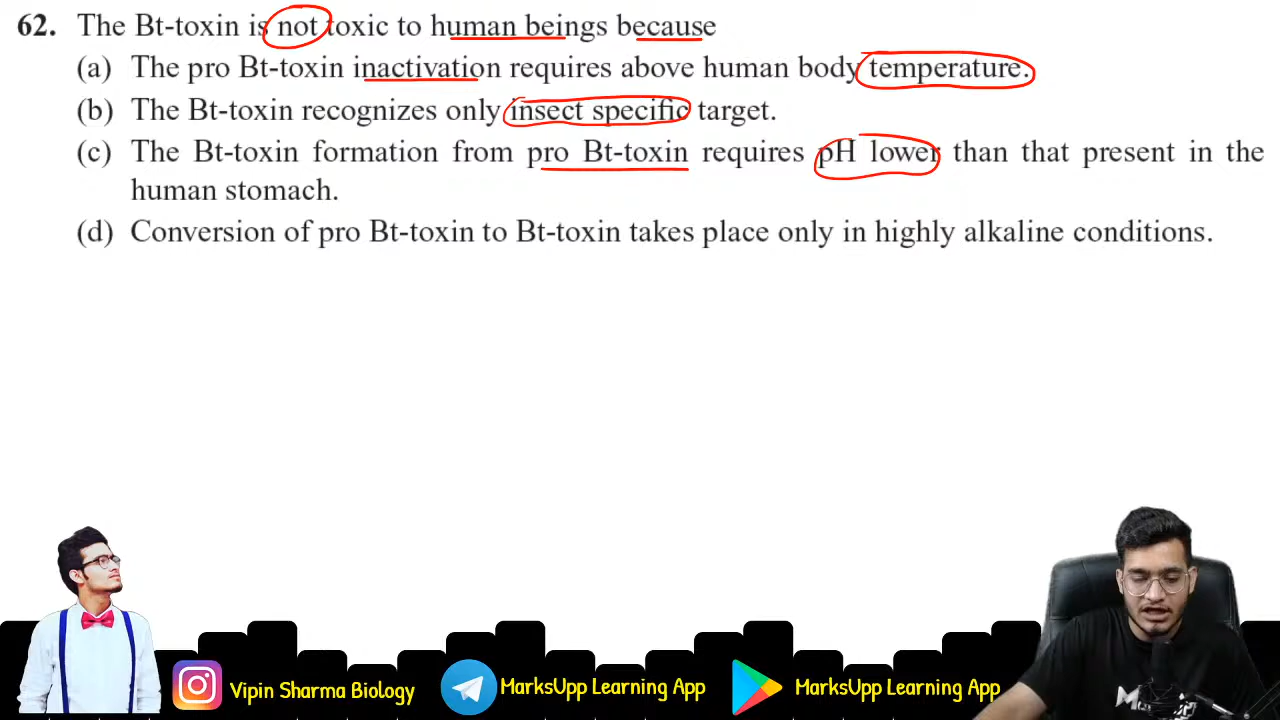 62. The Bt-toxin is not toxic to human beings because
(a) The pro Bt-toxin inactivation requires above human body temperature.
(b) The Bt-toxin recognizes only insect specific target.
(c) The Bt-toxin formation from pro Bt-toxin requires pH lower than that present in the
human stomach.
(d) Conversion of pro Bt-toxin to Bt-toxin takes place only in highly alkaline conditions.
Vipin Sharma Biology
MarksUpp Learning App
MarksUpp Learning App